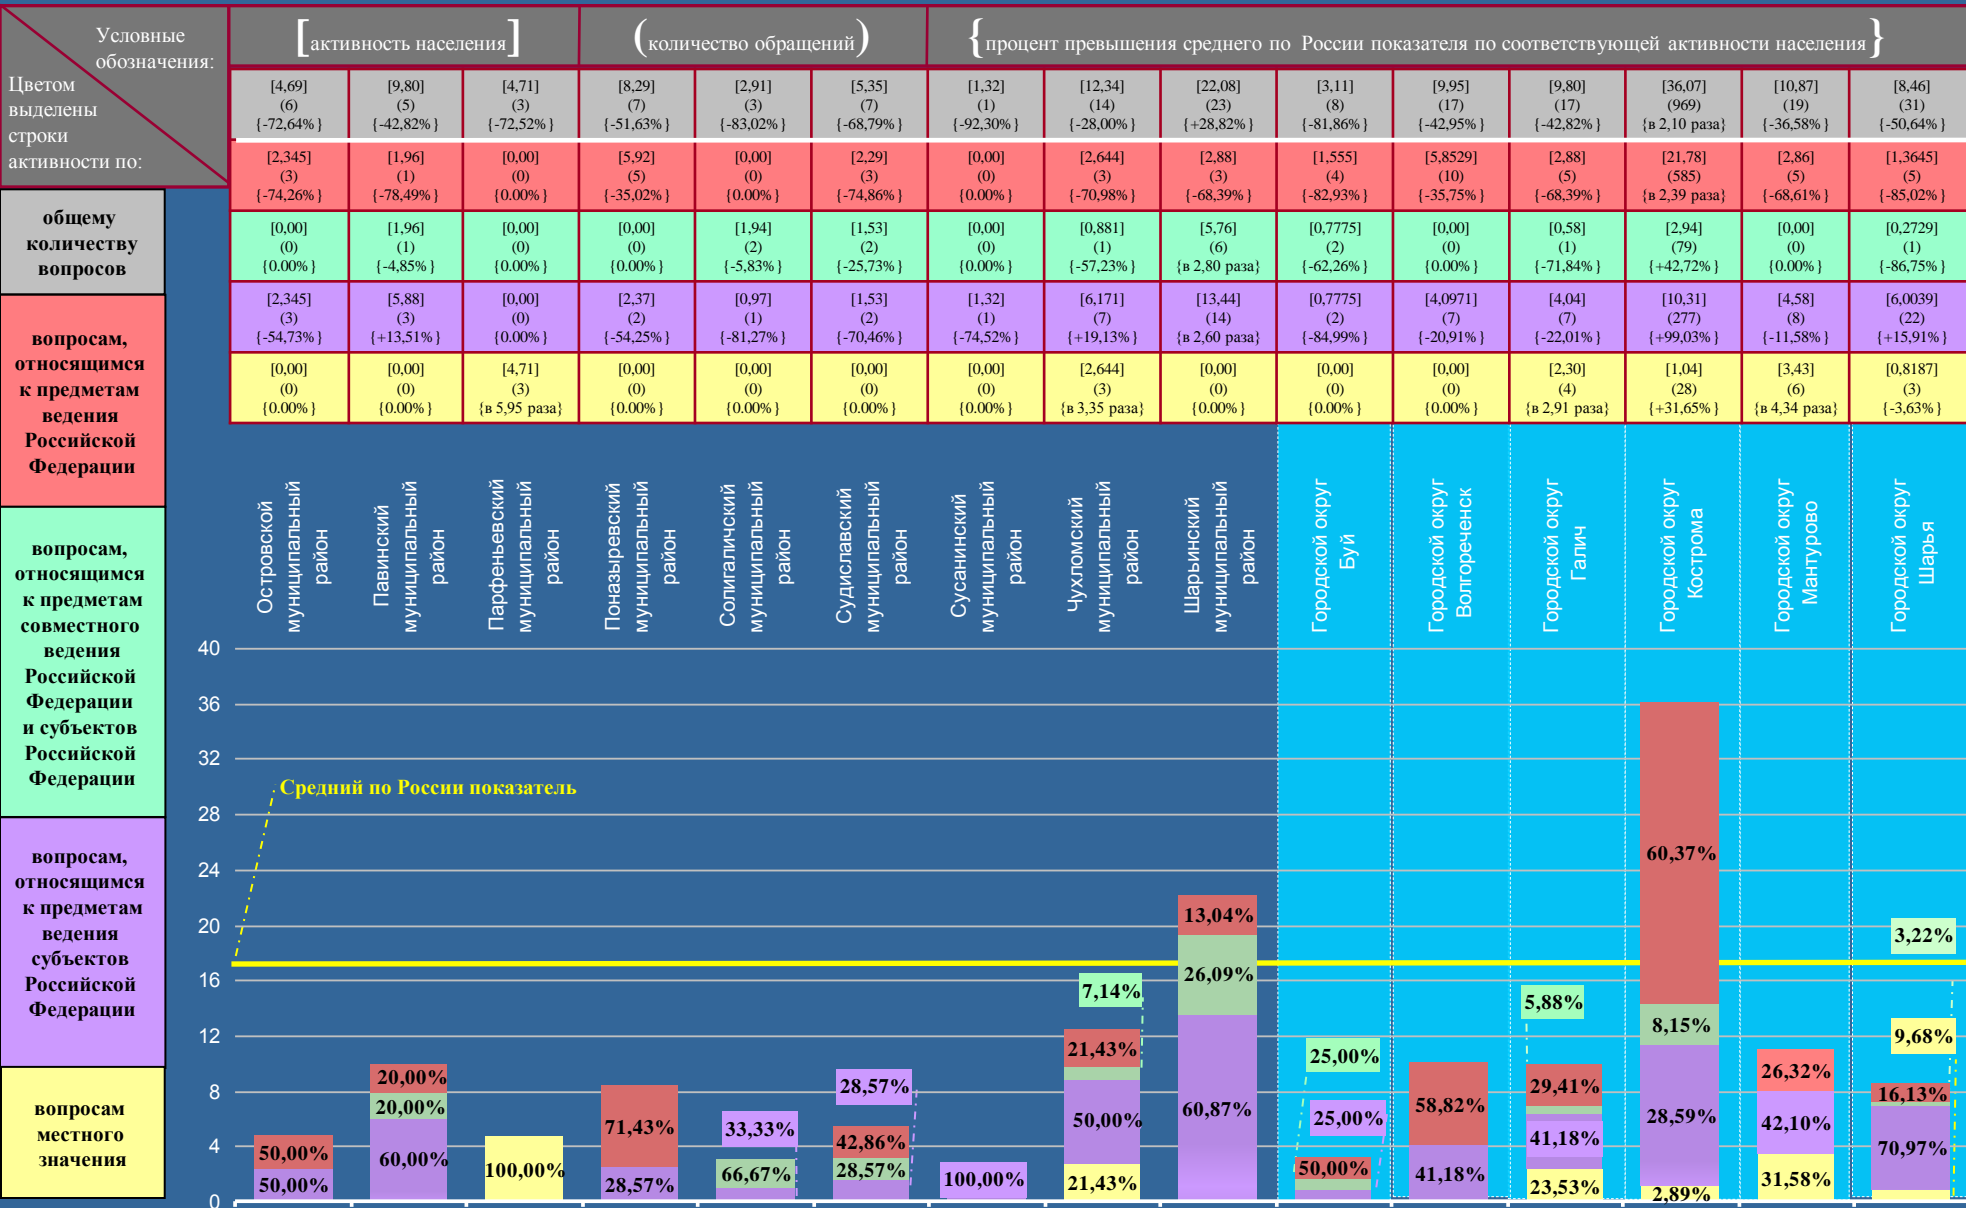 Условные
обозначения:
Цветом
выделены
строки
активности по:
[активность населения]
(количество обращений)
{процент превышения среднего по России показателя по соответствующей активности населения}
[4,69] [9,80] [4,71] [8,29] [2,91] [5,35] [1,32] [12,34] [22,08] [3,11] [9,95] [9,80] [36,07] [10,87] [8,46]
(6) (5) (3) (7) (3) (7) (1) (14) (23) (8) (17) (17) (969) (19) (31)
{-72,64%} {-42,82%} {-72,52%} {-51,63%} {-83,02%} {-68,79%} {-92,30%} {-28,00%} {+28,82%} {-81,86%} {-42,95%} {-42,82%} {в 2,10 раза} {-36,58%} {-50,64%}
[2,345] [1,96] [0,00] [5,92] [0,00] [2,29] [0,00] [2,644] [2,88] [1,555] [5,8529] [2,88] [21,78] [2,86] [1,3645]
(3) (1) (0) (5) (0) (3) (0) (3) (3) (4) (10) (5) (585) (5) (5)
{-74,26%} {-78,49%} {0.00%} {-35,02%} {0.00%} {-74,86%} {0.00%} {-70,98%} {-68,39%} {-82,93%} {-35,75%} {-68,39%} {в 2,39 раза} {-68,61%} {-85,02%}
[0,00] [1,96] [0,00] [0,00] [1,94] [1,53] [0,00] [0,881] [5,76] [0,7775] [0,00] [0,58] [2,94] [0,00] [0,2729]
(0) (1) (0) (0) (2) (2) (0) (1) (6) (2) (0) (1) (79) (0) (1)
{0.00%} {-4,85%} {0.00%} {0.00%} {-5,83%} {-25,73%} {0.00%} {-57,23%} {в 2,80 раза} {-62,26%} {0.00%} {-71,84%} {+42,72%} {0.00%} {-86,75%}
[2,345] [5,88] [0,00] [2,37] [0,97] [1,53] [1,32] [6,171] [13,44] [0,7775] [4,0971] [4,04] [10,31] [4,58] [6,0039]
(3) (3) (0) (2) (1) (2) (1) (7) (14) (2) (7) (7) (277) (8) (22)
{-54,73%} {+13,51%} {0.00%} {-54,25%} {-81,27%} {-70,46%} {-74,52%} {+19,13%} {в 2,60 раза} {-84,99%} {-20,91%} {-22,01%} {+99,03%} {-11,58%} {+15,91%}
[0,00] [0,00] [4,71] [0,00] [0,00] [0,00] [0,00] [2,644] [0,00] [0,00] [0,00] [2,30] [1,04] [3,43] [0,8187]
(0) (0) (3) (0) (0) (0) (0) (3) (0) (0) (0) (4) (28) (6) (3)
{0.00%} {0.00%} {в 5,95 раза} {0.00%} {0.00%} {0.00%} {0.00%} {в 3,35 раза} {0.00%} {0.00%} {0.00%} {в 2,91 раза} {+31,65%} {в 4,34 раза} {-3,63%}
общему
количеству
вопросов
вопросам,
относящимся
к предметам
ведения
Российской
Федерации
вопросам,
относящимся
к предметам
совместного
ведения
Российской
Федерации
и субъектов
Российской
Федерации
вопросам,
относящимся
к предметам
ведения
субъектов
Российской
Федерации
вопросам
местного
значения
Островской
муниципальный
район
Павинский
муниципальный
район
Парфеньевский
муниципальный
район
Поназыревский
муниципальный
район
Солигаличский
муниципальный
район
Судиславский
муниципальный
район
Сусанинский
муниципальный
район
Чухломский
муниципальный
район
Шарьинский
муниципальный
район
Городской округ
Буй
Городской округ
Волгореченск
Городской округ
Галич
Городской округ
Кострома
Городской округ
Мантурово
Городской округ
Шарья
40
36
32
28
24
20
16
12
8
4
0
Средний по России показатель
50,00%
50,00%
20,00%
20,00%
60,00%
100,00%
71,43%
28,57%
33,33%
66,67%
28,57%
42,86%
28,57%
100,00%
7,14%
21,43%
50,00%
21,43%
13,04%
26,09%
60,87%
25,00%
25,00%
50,00%
58,82%
41,18%
5,88%
29,41%
41,18%
23,53%
60,37%
8,15%
28,59%
2,89%
26,32%
42,10%
31,58%
3,22%
9,68%
16,13%
70,97%